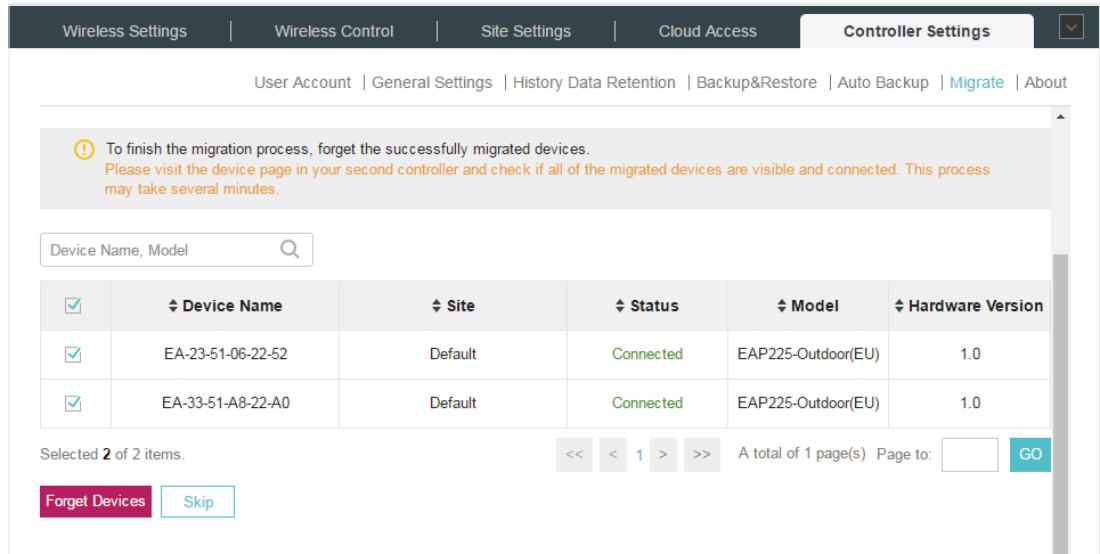 Wireless Settings | Wireless Control | Site Settings | Cloud Access Controller Settings
User Account | General Settings | History Data Retention | Backup&Restore | Auto Backup | Migrate | About
To finish the migration process, forget the successfully migrated devices.
Please visit the device page in your second controller and check if all of the migrated devices are visible and connected. This process
may take several minutes.
Device Name, Model
Device Name Site Status Model Hardware Version
EA-23-51-06-22-52 Default Connected EAP225-Outdoor(EU) 1.0
EA-33-51-A8-22-A0 Default Connected EAP225-Outdoor(EU) 1.0
Selected 2 of 2 items. << < 1 > >> A total of 1 page(s) Page to: GO
Forget Devices Skip